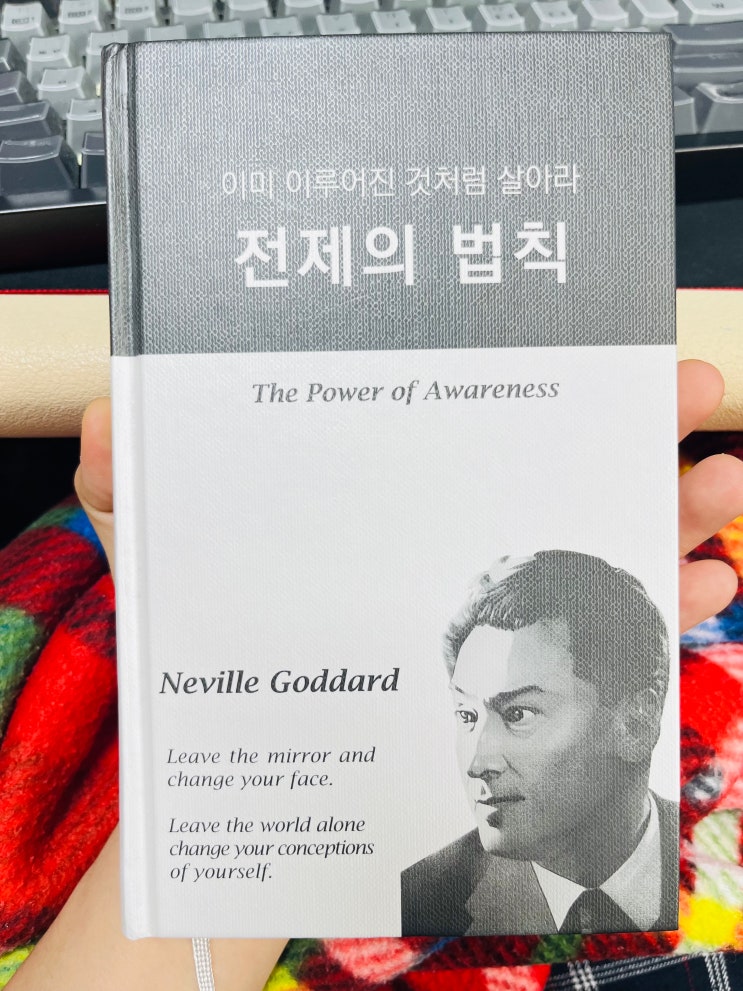 이미 이루어진 것처럼 살아라
전제의 법칙
The Power of Awareness
Neville Goddard
Leave the mirror and
change your face.
Leave the world alone
change your conceptions
of yourself.